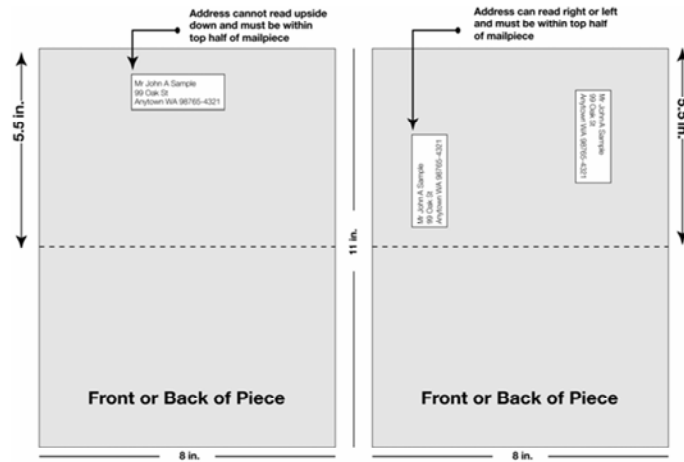 Address cannot read upside
down and must be within
top half of mailpiece
Mr John A Sample
99 Oak St
Anytown WA 98765-4321
5.5 in.
Front or Back of Piece
8 in.
11 in.
Address can read right or left
and must be within top half
of mailpiece
Mr John A Sample
99 Oak St
Anytown WA 98765-4321
Mr John A Sample
99 Oak St
Anytown WA 98765-4321
5.5 in.
Front or Back of Piece
8 in.